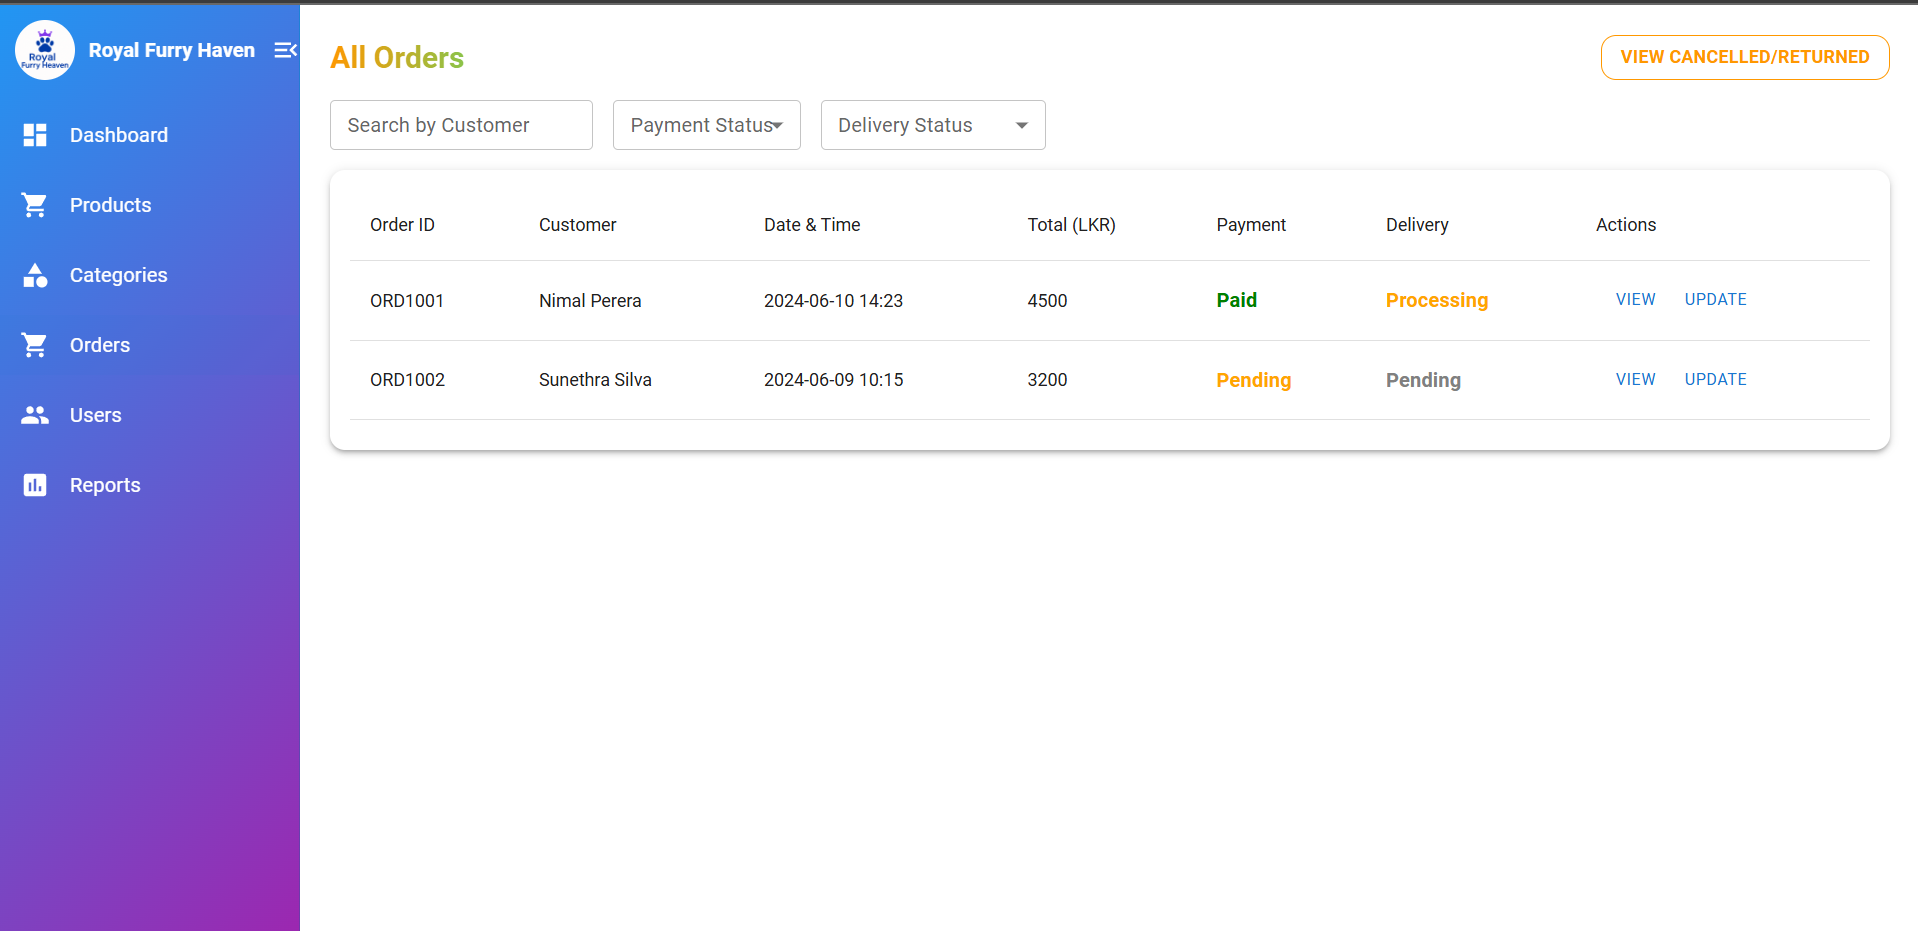 Royal
Furry Heaven
Royal Furry Haven
Dashboard
Products
Categories
Orders
Users
Reports
All Orders
VIEW CANCELLED/RETURNED
Search by Customer Payment Status Delivery Status
Order ID Customer Date & Time Total (LKR) Payment Delivery Actions
ORD1001 Nimal Perera 2024-06-10 14:23 4500 Paid Processing VIEW UPDATE
ORD1002 Sunethra Silva 2024-06-09 10:15 3200 Pending Pending VIEW UPDATE